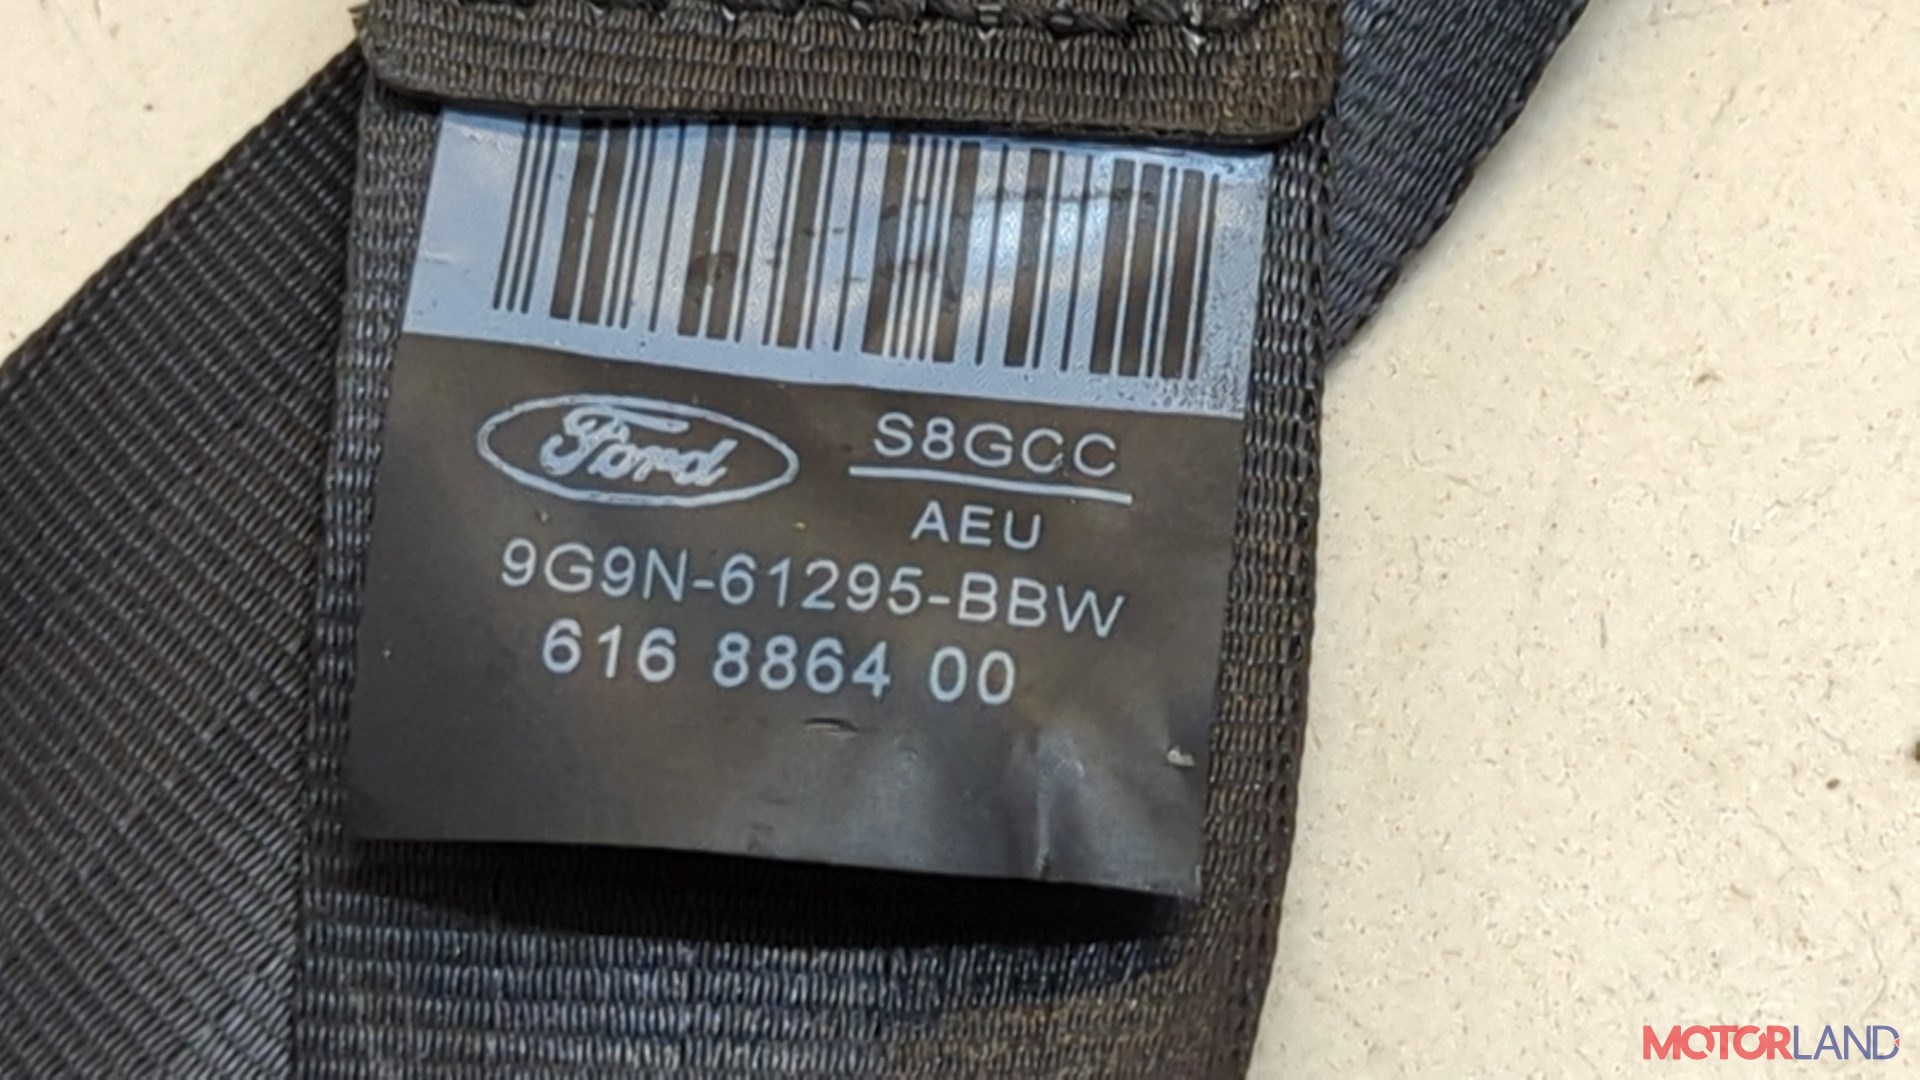 Ford
S8GCC
AEU
9G9N-61295-BBW
616 8864 00
MOTORLAND